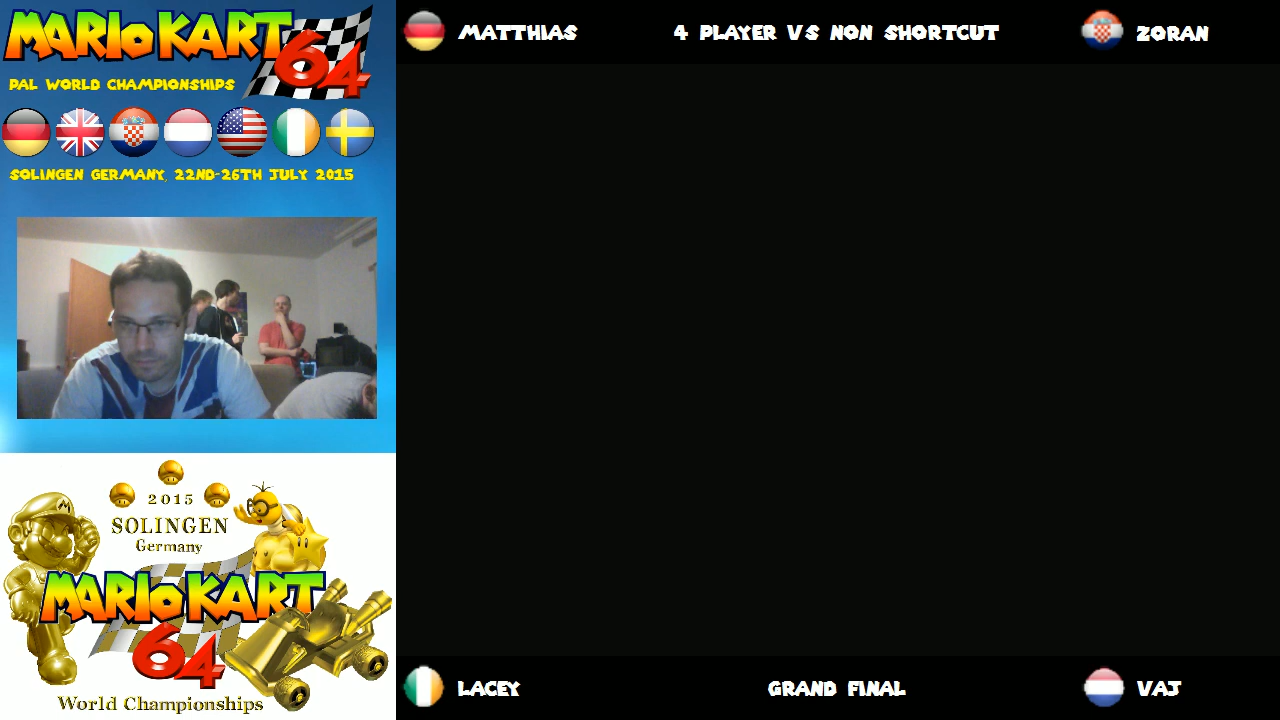 MARIO KART
64
PAL WORLD CHAMPIONSHIPS
SOLINGEN GERMANY, 22ND-26TH JULY 2015
MATTHIAS
4 PLAYER VS NON SHORTCUT
ZORAN
2015
SOLINGEN
Germany
M
MARIO KART
64
World Championships
LACEY
GRAND FINAL
VAJ